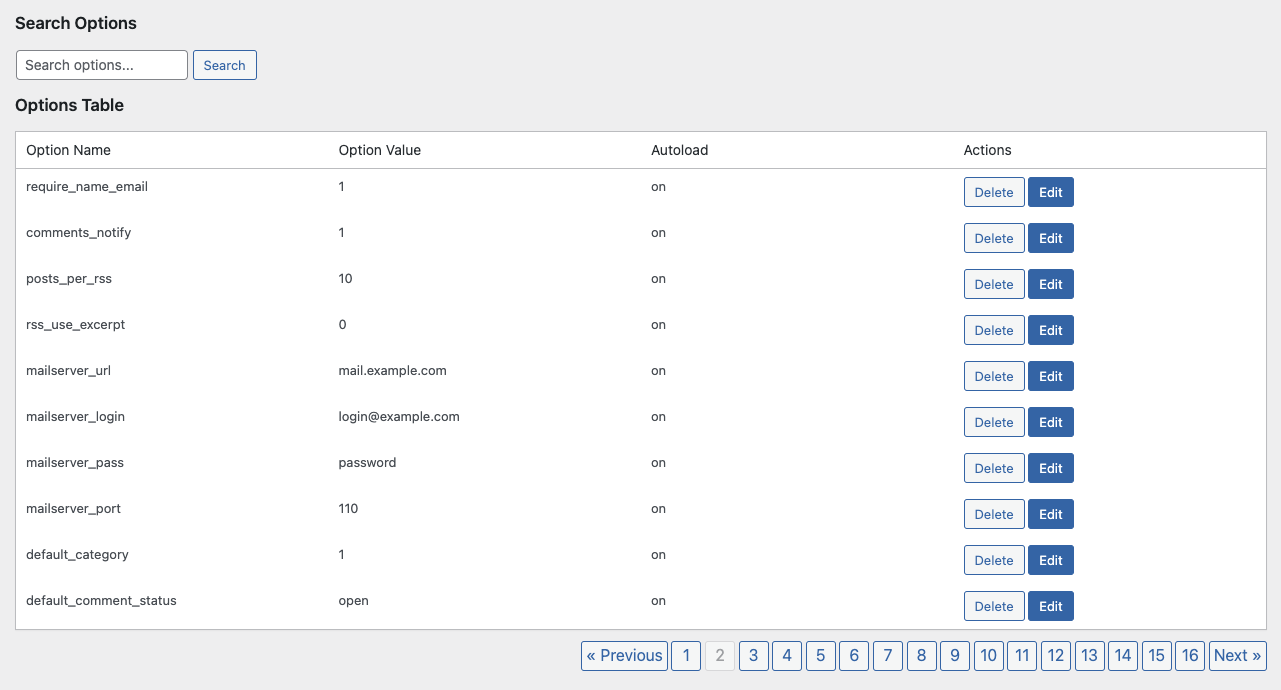 Search Options
Search options... Search
Options Table
Option Name Option Value Autoload Actions
require_name_email 1 on Delete Edit
comments_notify 1 on Delete Edit
posts_per_rss 10 on Delete Edit
rss_use_excerpt 0 on Delete Edit
mailserver_url mail.example.com on Delete Edit
mailserver_login login@example.com on Delete Edit
mailserver_pass password on Delete Edit
mailserver_port 110 on Delete Edit
default_category 1 on Delete Edit
default_comment_status open on Delete Edit
« Previous 1 2 3 4 5 6 7 8 9 10 11 12 13 14 15 16 Next »